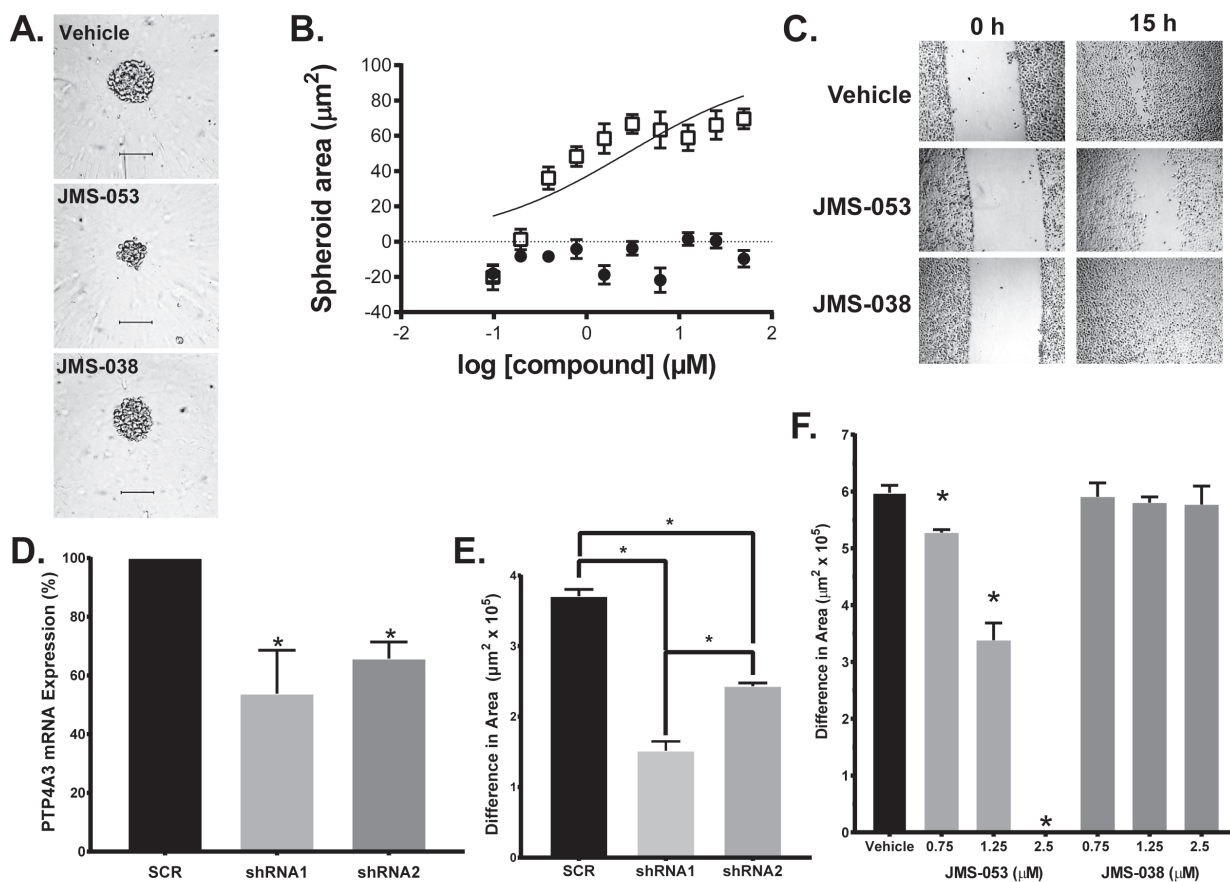 A.
Vehicle
JMS-053
JMS-038
B.
Spheroid area (µm²)
100
80
60
40
20
0
-20
-40
-2
-1
0
1
2
log [compound] (µM)
C.
0 h
15 h
Vehicle
JMS-053
JMS-038
D.
PTP4A3 mRNA Expression (%)
100
80
60
40
20
0
*
*
SCR
shRNA1
shRNA2
E.
Difference in Area (µm² x 10⁵)
4
3
2
1
0
*
*
*
SCR
shRNA1
shRNA2
F.
Difference in Area (µm² x 10⁵)
7
6
5
4
3
2
1
0
*
*
*
Vehicle
0.75
1.25
2.5
0.75
1.25
2.5
JMS-053 (µM)
JMS-038 (µM)